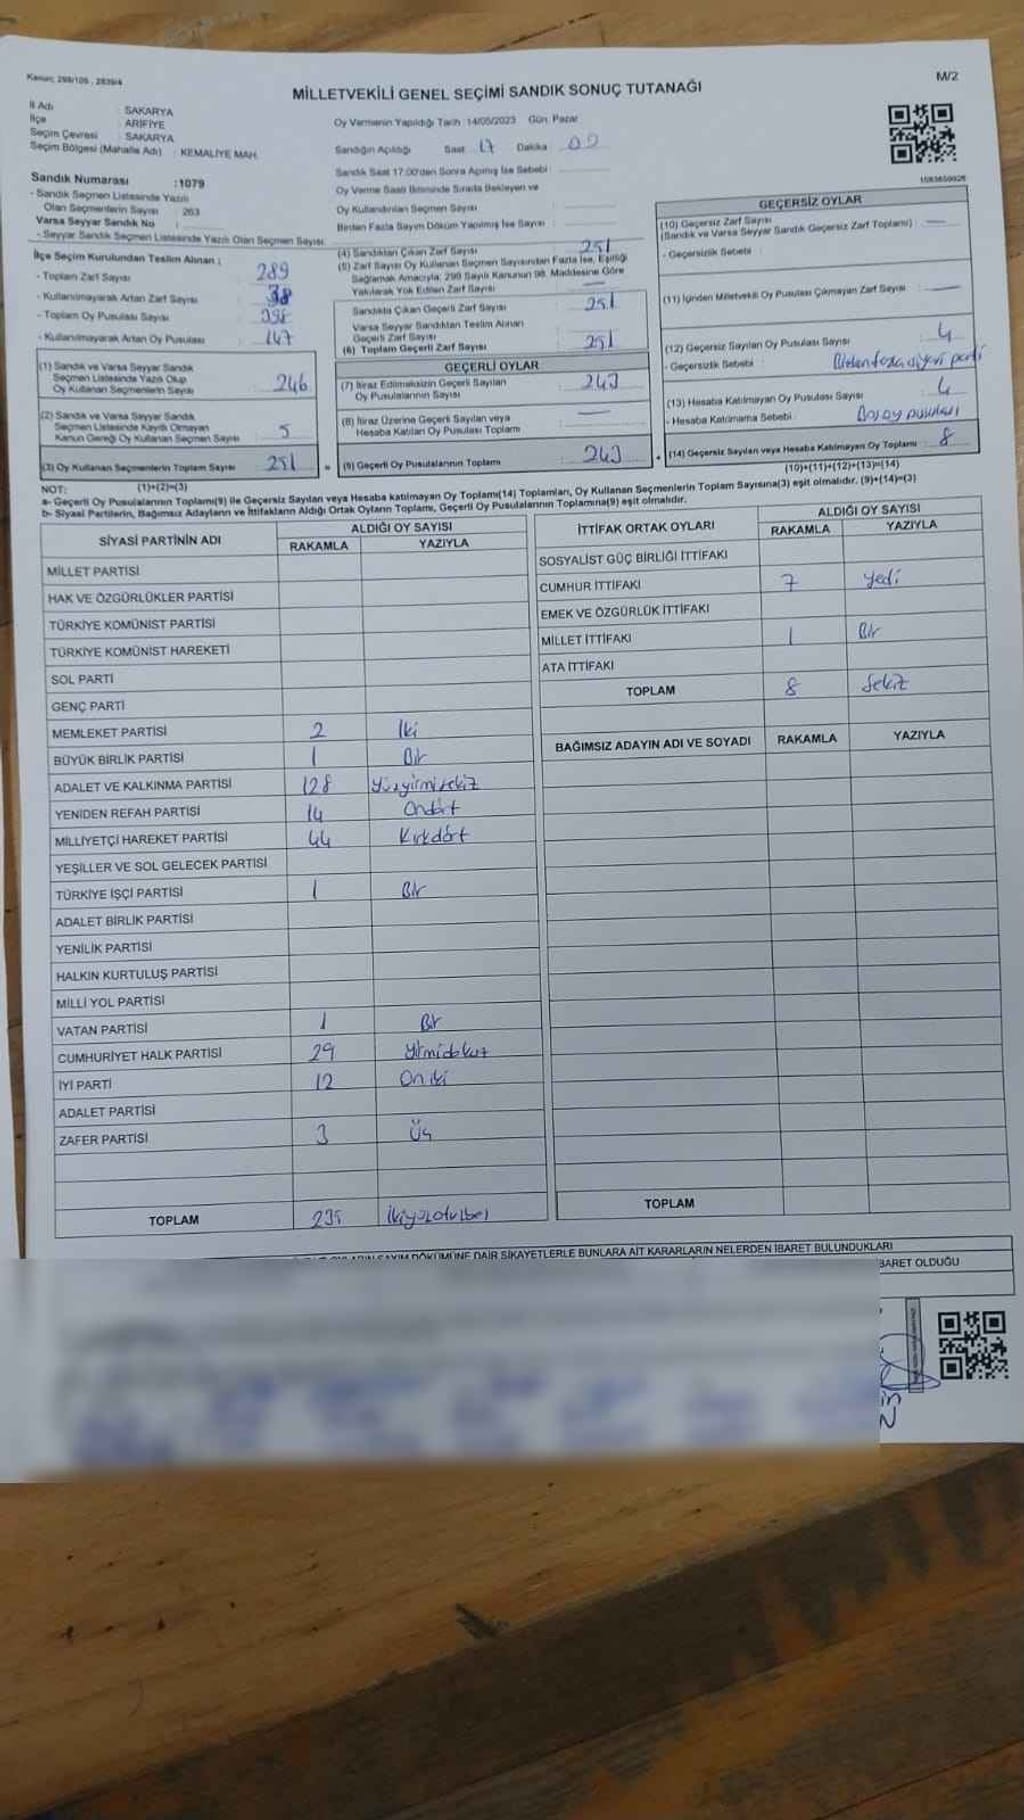 Kanun: 298/105 , 2839/4
M/2
MİLLETVEKİLİ GENEL SEÇİMİ SANDIK SONUÇ TUTANAĞI
İl Adı : SAKARYA
İlçe : ARİFİYE
Seçim Çevresi : SAKARYA
Seçim Bölgesi (Mahalle Adı) : KEMALİYE MAH.
Oy Vermenin Yapıldığı Tarih :14/05/2023 Gün: Pazar
Sandığın Açıldığı Saat 17 Dakika 00
Sandık Saat 17:00'den Sonra Açılmış İse Sebebi :
Oy Verme Saati Bitiminde Sırada Bekleyen ve
Oy Kullandırılan Seçmen Sayısı :
Birden Fazla Sayım Döküm Yapılmış İse Sayısı :
Sandık Numarası :1079
- Sandık Seçmen Listesinde Yazılı
Olan Seçmenlerin Sayısı : 263
Varsa Seyyar Sandık No :
- Seyyar Sandık Seçmen Listesinde Yazılı Olan Seçmen Sayısı:
İlçe Seçim Kurulundan Teslim Alınan ;
- Toplam Zarf Sayısı : 289
- Kullanılmayarak Artan Zarf Sayısı : 38
- Toplam Oy Pusulası Sayısı :
- Kullanılmayarak Artan Oy Pusulası : 147
(1) Sandık ve Varsa Seyyar Sandık
Seçmen Listesinde Yazılı Olup
Oy Kullanan Seçmenlerin Sayısı : 246
(2) Sandık ve Varsa Seyyar Sandık
Seçmen Listesinde Kayıtlı Olmayan
Kanun Gereği Oy Kullanan Seçmen Sayısı : 5
(3) Oy Kullanan Seçmenlerin Toplam Sayısı : 251
(1)+(2)=(3)
(4) Sandıktan Çıkan Zarf Sayısı : 251
(5) Zarf Sayısı Oy Kullanan Seçmen Sayısından Fazla İse, Eşitliği
Sağlamak Amacıyla; 298 Sayılı Kanunun 98. Maddesine Göre
Yakılarak Yok Edilen Zarf Sayısı : —
Sandıkta Çıkan Geçerli Zarf Sayısı : 251
Varsa Seyyar Sandıktan Teslim Alınan
Geçerli Zarf Sayısı :
(6) Toplam Geçerli Zarf Sayısı : 251
GEÇERLİ OYLAR
(7) İtiraz Edilmeksizin Geçerli Sayılan
Oy Pusulalarının Sayısı : 243
(8) İtiraz Üzerine Geçerli Sayılan veya
Hesaba Katılan Oy Pusulası Toplamı : —
(9) Geçerli Oy Pusulalarının Toplamı : 243
1083650026
GEÇERSİZ OYLAR
(10) Geçersiz Zarf Sayısı
(Sandık ve Varsa Seyyar Sandık Geçersiz Zarf Toplamı) : —
- Geçersizlik Sebebi :
(11) İçinden Milletvekili Oy Pusulası Çıkmayan Zarf Sayısı : —
(12) Geçersiz Sayılan Oy Pusulası Sayısı : 4
- Geçersizlik Sebebi :
(13) Hesaba Katılmayan Oy Pusulası Sayısı : 4
- Hesaba Katılmama Sebebi : Boş oy pusulası
(14) Geçersiz Sayılan veya Hesaba Katılmayan Oy Toplamı : 8
(10)+(11)+(12)+(13)=(14)
NOT:
a- Geçerli Oy Pusulalarının Toplamı(9) ile Geçersiz Sayılan veya Hesaba katılmayan Oy Toplamı(14) Toplamları, Oy Kullanan Seçmenlerin Toplam Sayısına(3) eşit olmalıdır. (9)+(14)=(3)
b- Siyasi Partilerin, Bağımsız Adayların ve İttifakların Aldığı Ortak Oyların Toplamı, Geçerli Oy Pusulalarının Toplamına(9) eşit olmalıdır.
SİYASİ PARTİNİN ADI ALDIĞI OY SAYISI
RAKAMLA YAZIYLA
MİLLET PARTİSİ
HAK VE ÖZGÜRLÜKLER PARTİSİ
TÜRKİYE KOMÜNİST PARTİSİ
TÜRKİYE KOMÜNİST HAREKETİ
SOL PARTİ
GENÇ PARTİ
MEMLEKET PARTİSİ 2 İki
BÜYÜK BİRLİK PARTİSİ 1 Bir
ADALET VE KALKINMA PARTİSİ 128 Yüzyirmisekiz
YENİDEN REFAH PARTİSİ 14 Ondört
MİLLİYETÇİ HAREKET PARTİSİ 44 Kırkdört
YEŞİLLER VE SOL GELECEK PARTİSİ
TÜRKİYE İŞÇİ PARTİSİ 1 Bir
ADALET BİRLİK PARTİSİ
YENİLİK PARTİSİ
HALKIN KURTULUŞ PARTİSİ
MİLLİ YOL PARTİSİ
VATAN PARTİSİ 1 Bir
CUMHURİYET HALK PARTİSİ 29 Yirmidokuz
İYİ PARTİ 12 Oniki
ADALET PARTİSİ
ZAFER PARTİSİ 3 Üç
TOPLAM 235 İkiyüzotuzbeş
İTTİFAK ORTAK OYLARI ALDIĞI OY SAYISI
RAKAMLA YAZIYLA
SOSYALİST GÜÇ BİRLİĞİ İTTİFAKI
CUMHUR İTTİFAKI 7 Yedi
EMEK VE ÖZGÜRLÜK İTTİFAKI
MİLLET İTTİFAKI 1 Bir
ATA İTTİFAKI
TOPLAM 8 Sekiz
BAĞIMSIZ ADAYIN ADI VE SOYADI RAKAMLA YAZIYLA
TOPLAM
OYLARIN SAYIM DÖKÜMÜNE DAİR ŞİKAYETLERLE BUNLARA AİT KARARLARIN NELERDEN İBARET BULUNDUKLARI
BARET OLDUĞU